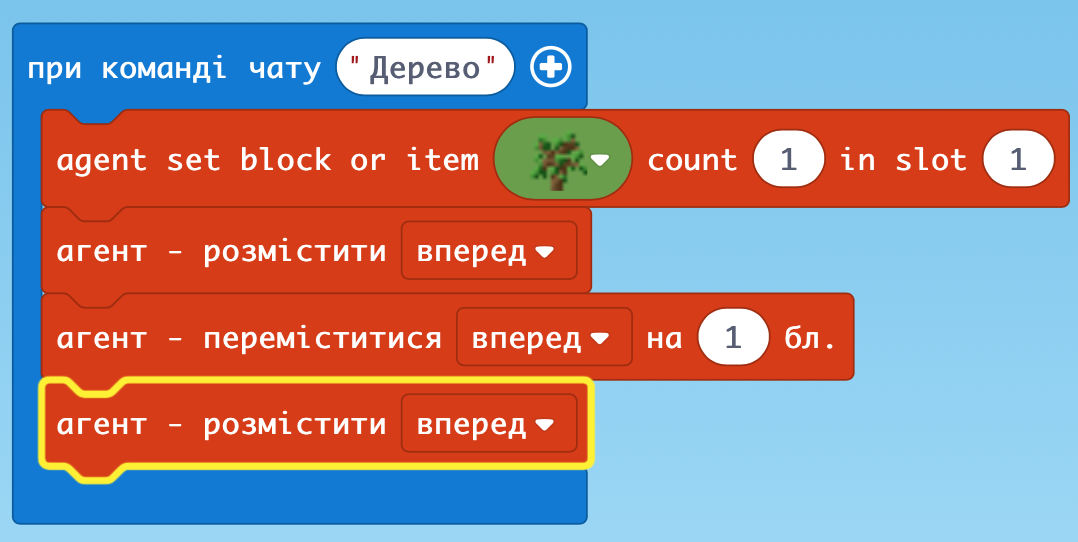 при команді чату "Дерево"
agent set block or item count 1 in slot 1
агент - розмістити вперед
агент - переміститися вперед на 1 бл.
агент - розмістити вперед